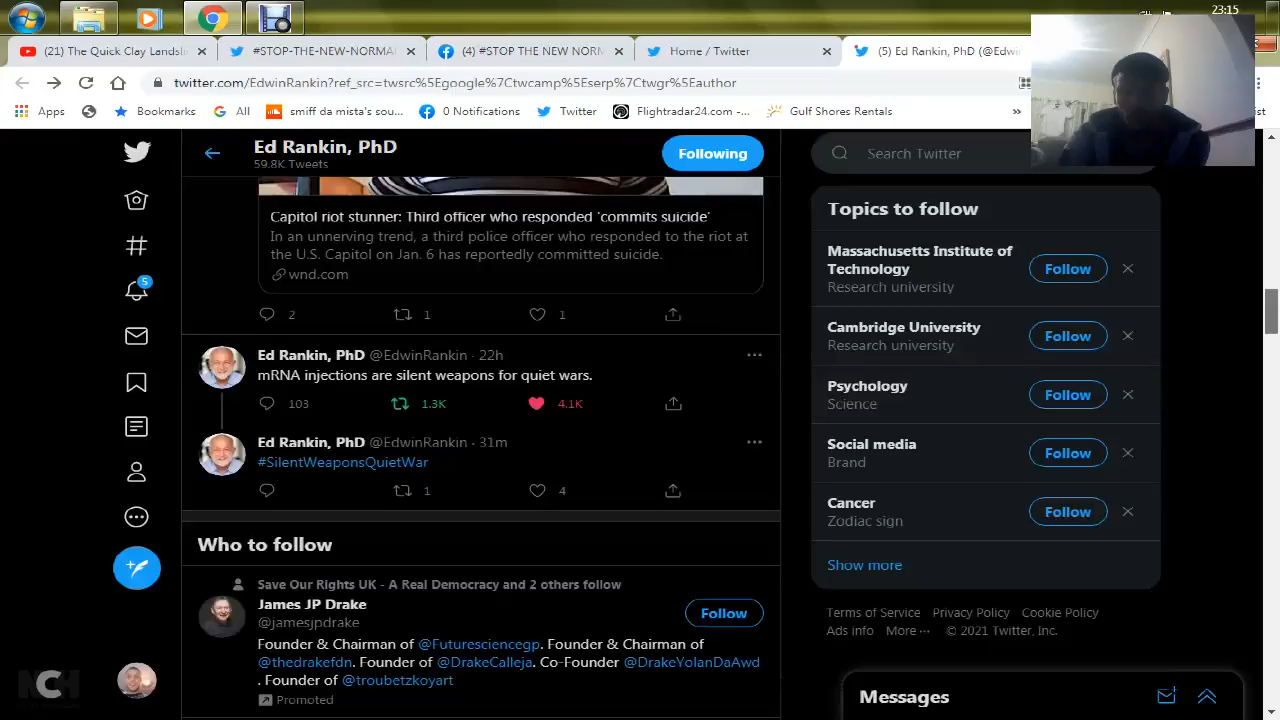 23:15
(21) The Quick Clay Landsli
#STOP-THE-NEW-NORMA
(4) #STOP THE NEW NORM
Home / Twitter
(5) Ed Rankin, PhD (@Edwi
twitter.com/EdwinRankin?ref_src=twsrc%5Egoogle%7Ctwcamp%5Eserp%7Ctwgr%5Eauthor
Apps
Bookmarks
All
smiff da mista's sou...
0 Notifications
Twitter
Flightradar24.com -...
Gulf Shores Rentals
»
Ed Rankin, PhD
59.8K Tweets
Following
Capitol riot stunner: Third officer who responded 'commits suicide'
In an unnerving trend, a third police officer who responded to the riot at
the U.S. Capitol on Jan. 6 has reportedly committed suicide.
wnd.com
2 1 1
Ed Rankin, PhD @EdwinRankin · 22h
mRNA injections are silent weapons for quiet wars.
103 1.3K 4.1K
Ed Rankin, PhD @EdwinRankin · 31m
#SilentWeaponsQuietWar
1 4
5
Who to follow
Save Our Rights UK - A Real Democracy and 2 others follow
James JP Drake
@jamesjpdrake
Follow
Founder & Chairman of @Futuresciencegp. Founder & Chairman of
@thedrakefdn. Founder of @DrakeCalleja. Co-Founder @DrakeYolanDaAwd
. Founder of @troubetzkoyart
Promoted
Search Twitter
Topics to follow
Massachusetts Institute of
Technology
Research university
Follow
Cambridge University
Research university
Follow
Psychology
Science
Follow
Social media
Brand
Follow
Cancer
Zodiac sign
Follow
Show more
Terms of Service Privacy Policy Cookie Policy
Ads info More ··· © 2021 Twitter, Inc.
Messages
NCH